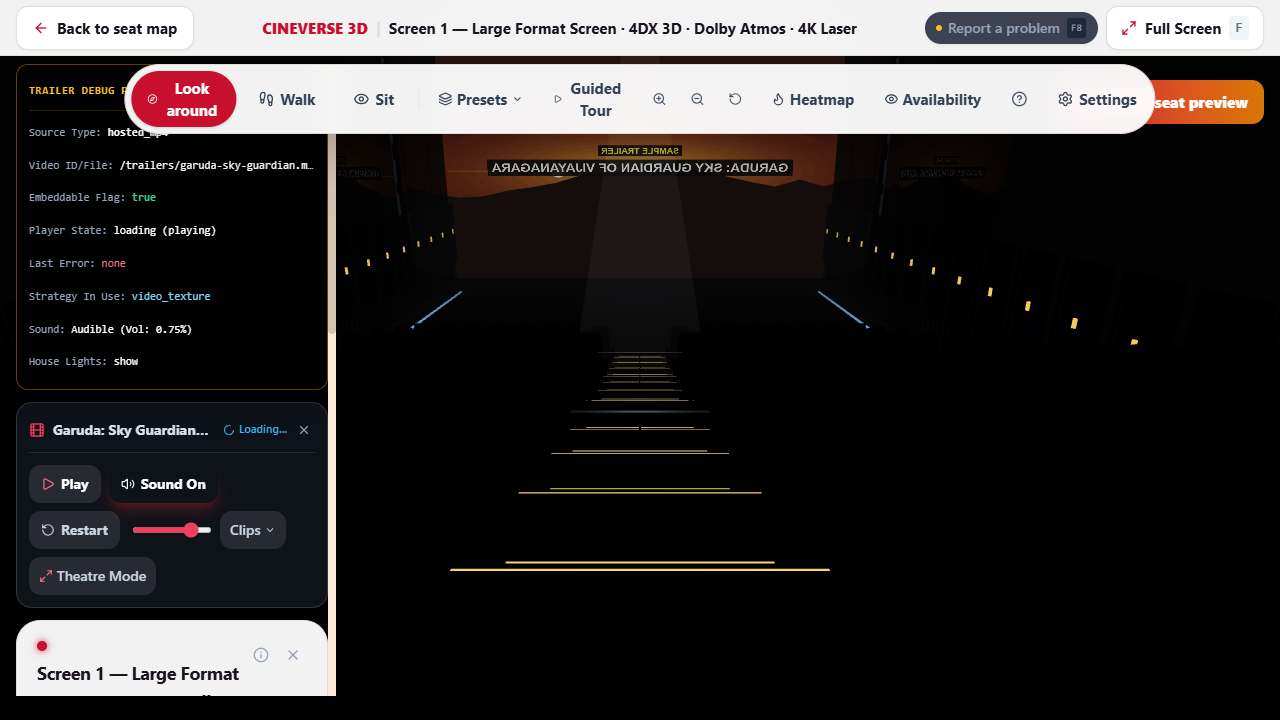 Back to seat map
CINEVERSE 3D | Screen 1 — Large Format Screen · 4DX 3D · Dolby Atmos · 4K Laser
Report a problem F8
Full Screen F
Look around
Walk
Sit
Presets
Guided Tour
Heatmap
Availability
Settings
seat preview
TRAILER DEBUG
Source Type: hosted_mp4
Video ID/File: /trailers/garuda-sky-guardian.m…
Embeddable Flag: true
Player State: loading (playing)
Last Error: none
Strategy In Use: video_texture
Sound: Audible (Vol: 0.75%)
House Lights: show
SAMPLE TRAILER
GARUDA: SKY GUARDIAN OF VIJAYANAGARA
Garuda: Sky Guardian...
Loading...
Play
Sound On
Restart
Clips
Theatre Mode
Screen 1 — Large Format